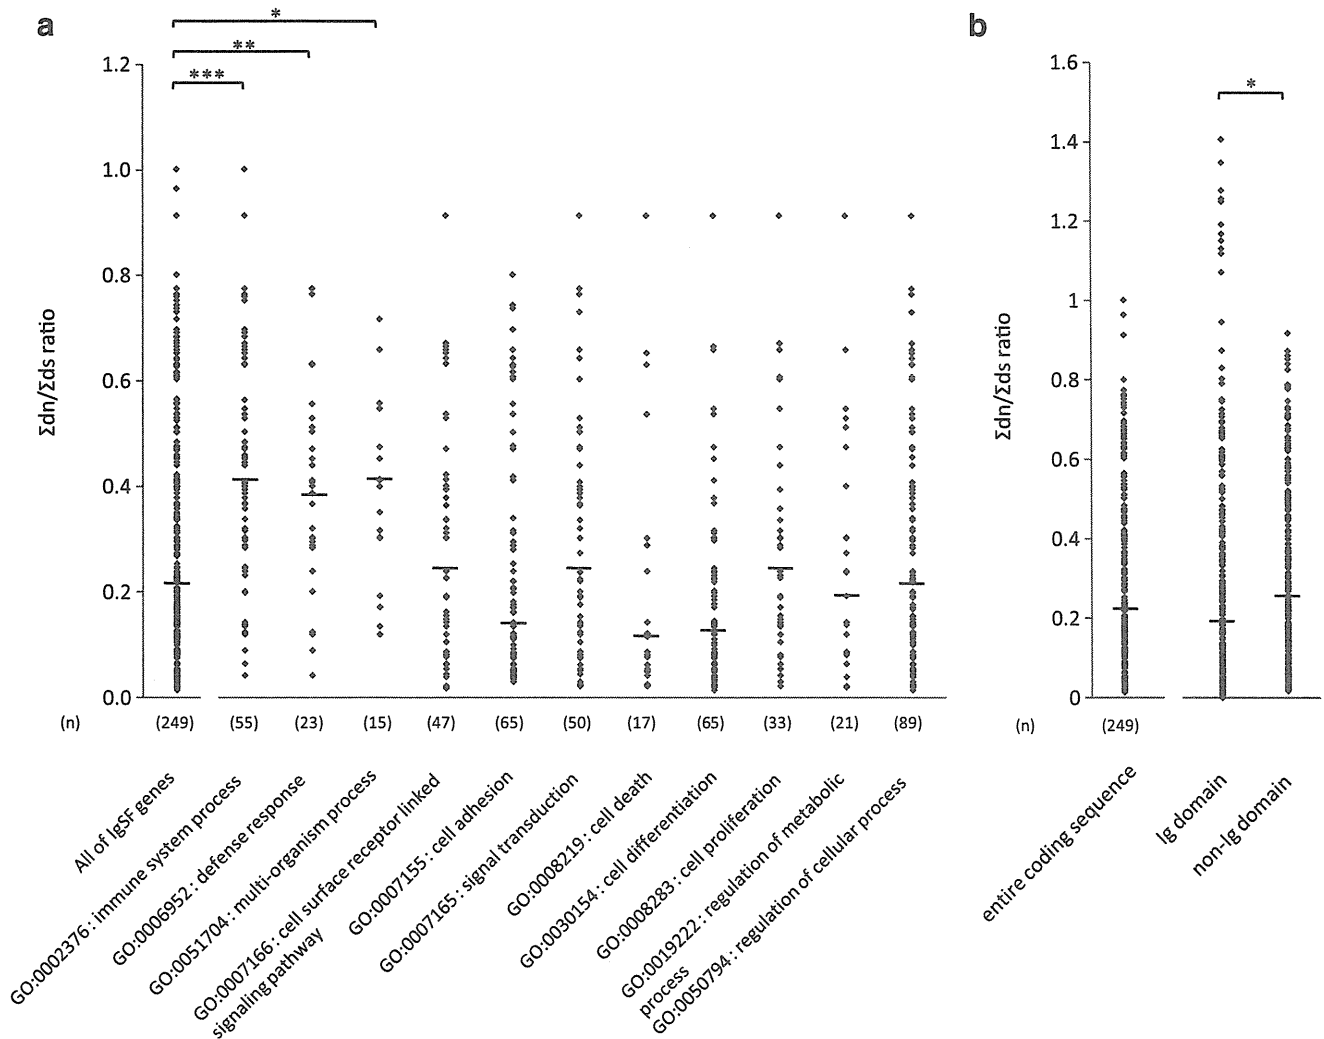 a
b
*
**
***
*
Σdn/Σds ratio
1.2
1.0
0.8
0.6
0.4
0.2
0.0
(n)
(249)
(55)
(23)
(15)
(47)
(65)
(50)
(17)
(65)
(33)
(21)
(89)
All of IgSF genes
GO:0002376 : immune system process
GO:0006952 : defense response
GO:0051704 : multi-organism process
GO:0007166 : cell surface receptor linked
signaling pathway
GO:0007155 : cell adhesion
GO:0007165 : signal transduction
GO:0008219 : cell death
GO:0030154 : cell differentiation
GO:0008283 : cell proliferation
GO:0019222 : regulation of metabolic
process
GO:0050794 : regulation of cellular process
Σdn/Σds ratio
1.6
1.4
1.2
1
0.8
0.6
0.4
0.2
0
(n)
(249)
entire coding sequence
Ig domain
non-Ig domain